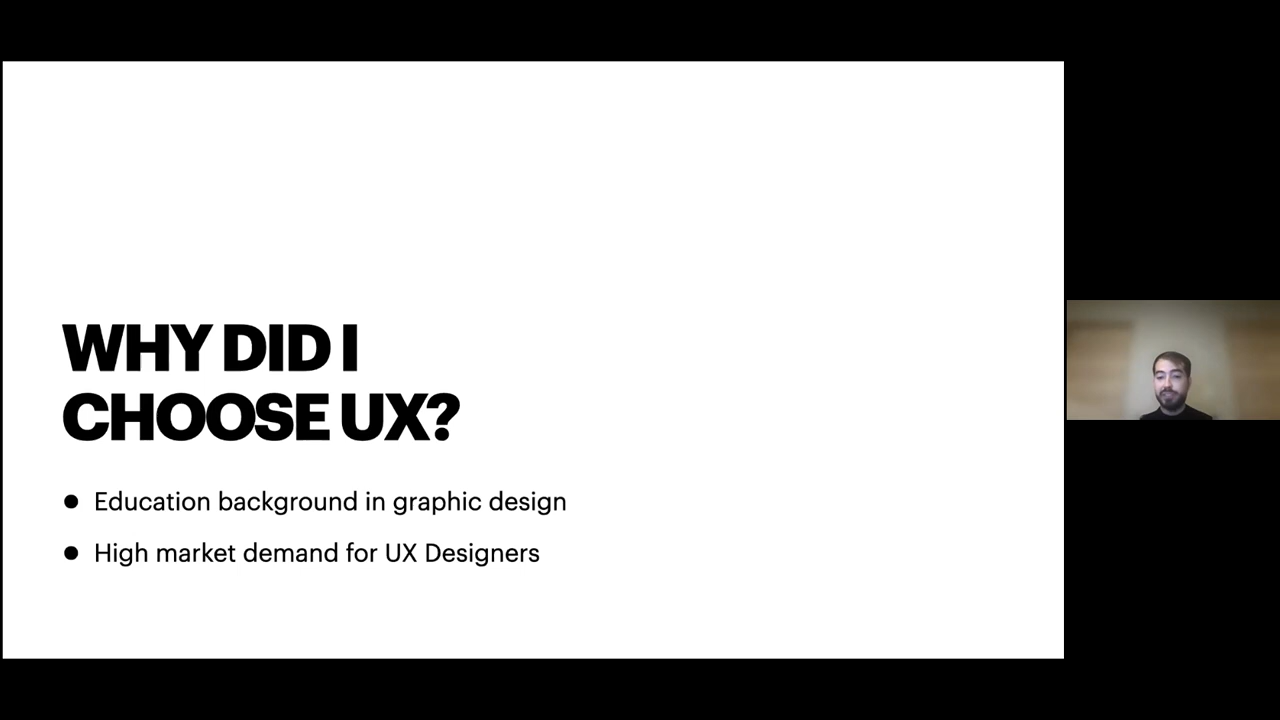 WHY DID I
CHOOSE UX?
● Education background in graphic design
● High market demand for UX Designers